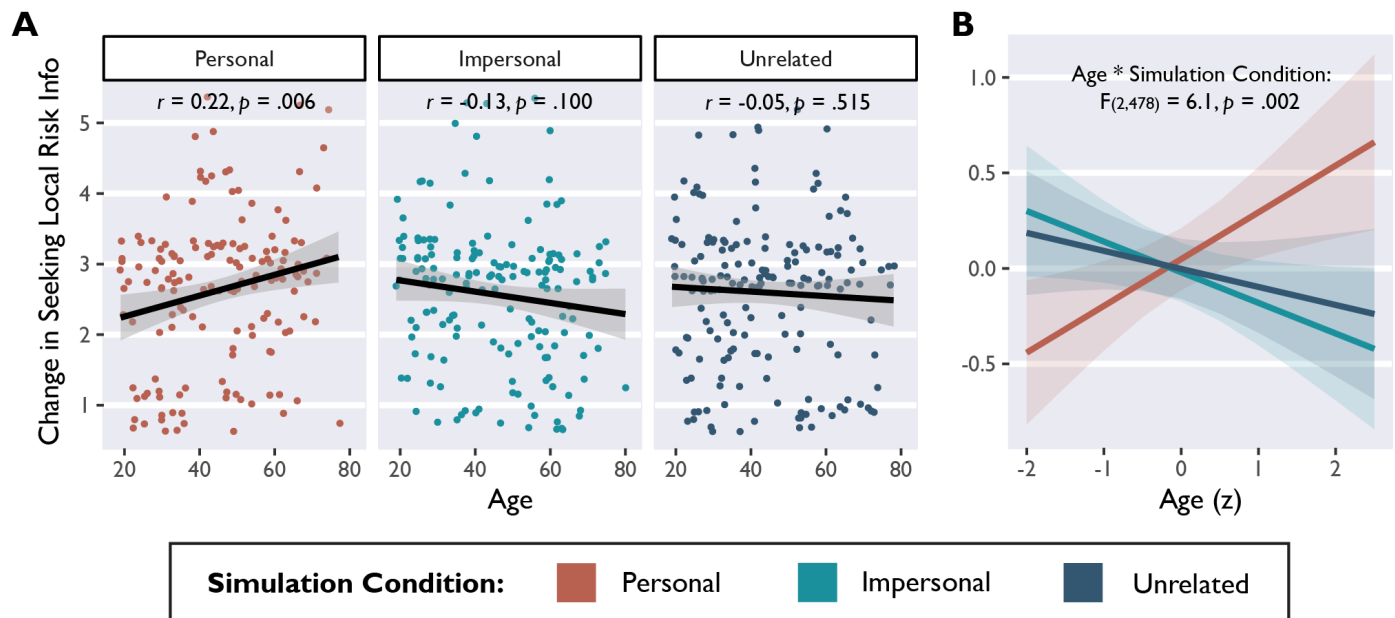 A
B
Personal
Impersonal
Unrelated
r = 0.22, p = .006
r = -0.13, p = .100
r = -0.05, p = .515
Change in Seeking Local Risk Info
5
4
3
2
1
20 40 60 80
20 40 60 80
20 40 60 80
Age
Age * Simulation Condition:
F(2,478) = 6.1, p = .002
1.0
0.5
0.0
-0.5
-2 -1 0 1 2
Age (z)
Simulation Condition: Personal Impersonal Unrelated